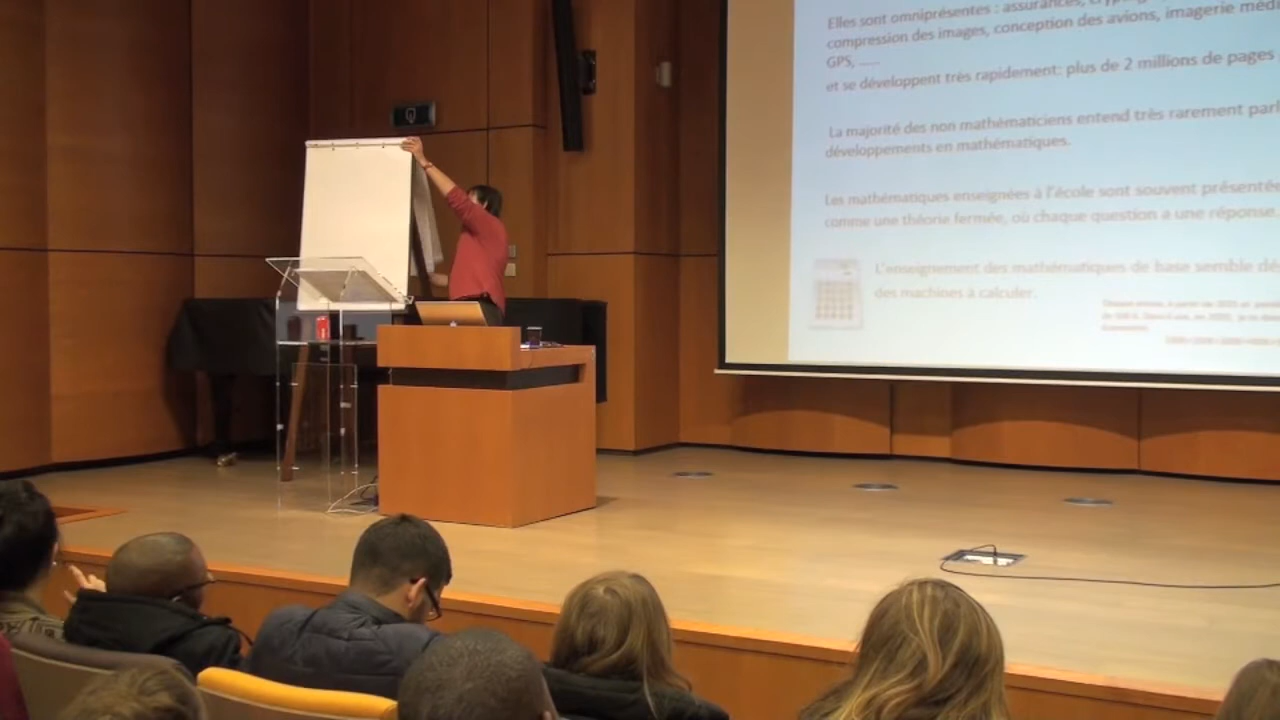 Elles sont omniprésentes : assurances,
compression des images, conception des avions, imagerie médi
GPS, .....
et se développent très rapidement: plus de 2 millions de pages
La majorité des non mathématiciens entend très rarement parl
développements en mathématiques.
Les mathématiques enseignées à l'école sont souvent présenté
comme une théorie fermée, où chaque question a une réponse.
L'enseignement des mathématiques de base semble dé
des machines à calculer.